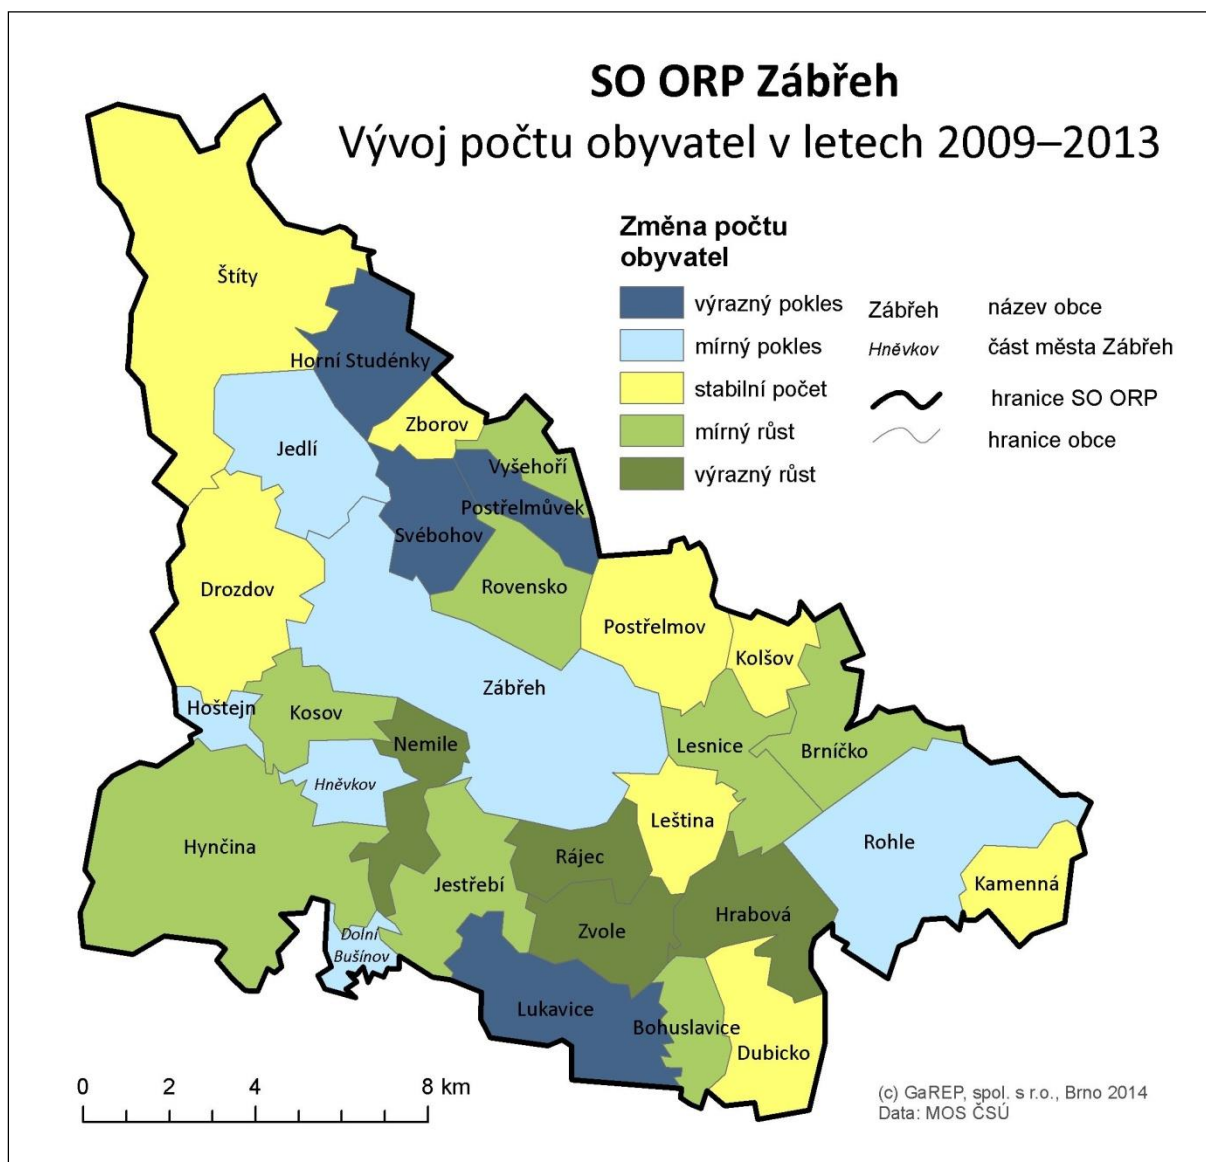 SO ORP Zábřeh
Vývoj počtu obyvatel v letech 2009–2013
Změna počtu
obyvatel
výrazný pokles
mírný pokles
stabilní počet
mírný růst
výrazný růst
Zábřeh název obce
Hněvkov část města Zábřeh
hranice SO ORP
hranice obce
Štíty
Horní Studénky
Zborov
Jedlí
Vyšehoří
Postřelmůvek
Svébohov
Drozdov
Rovensko
Postřelmov
Kolšov
Zábřeh
Hoštejn
Kosov
Nemile
Lesnice
Brníčko
Hněvkov
Leština
Rohle
Hynčina
Rájec
Jestřebí
Kamenná
Hrabová
Zvole
Dolní
Bušínov
Lukavice
Bohuslavice
Dubicko
0 2 4 8 km
(c) GaREP, spol. s r.o., Brno 2014
Data: MOS ČSÚ